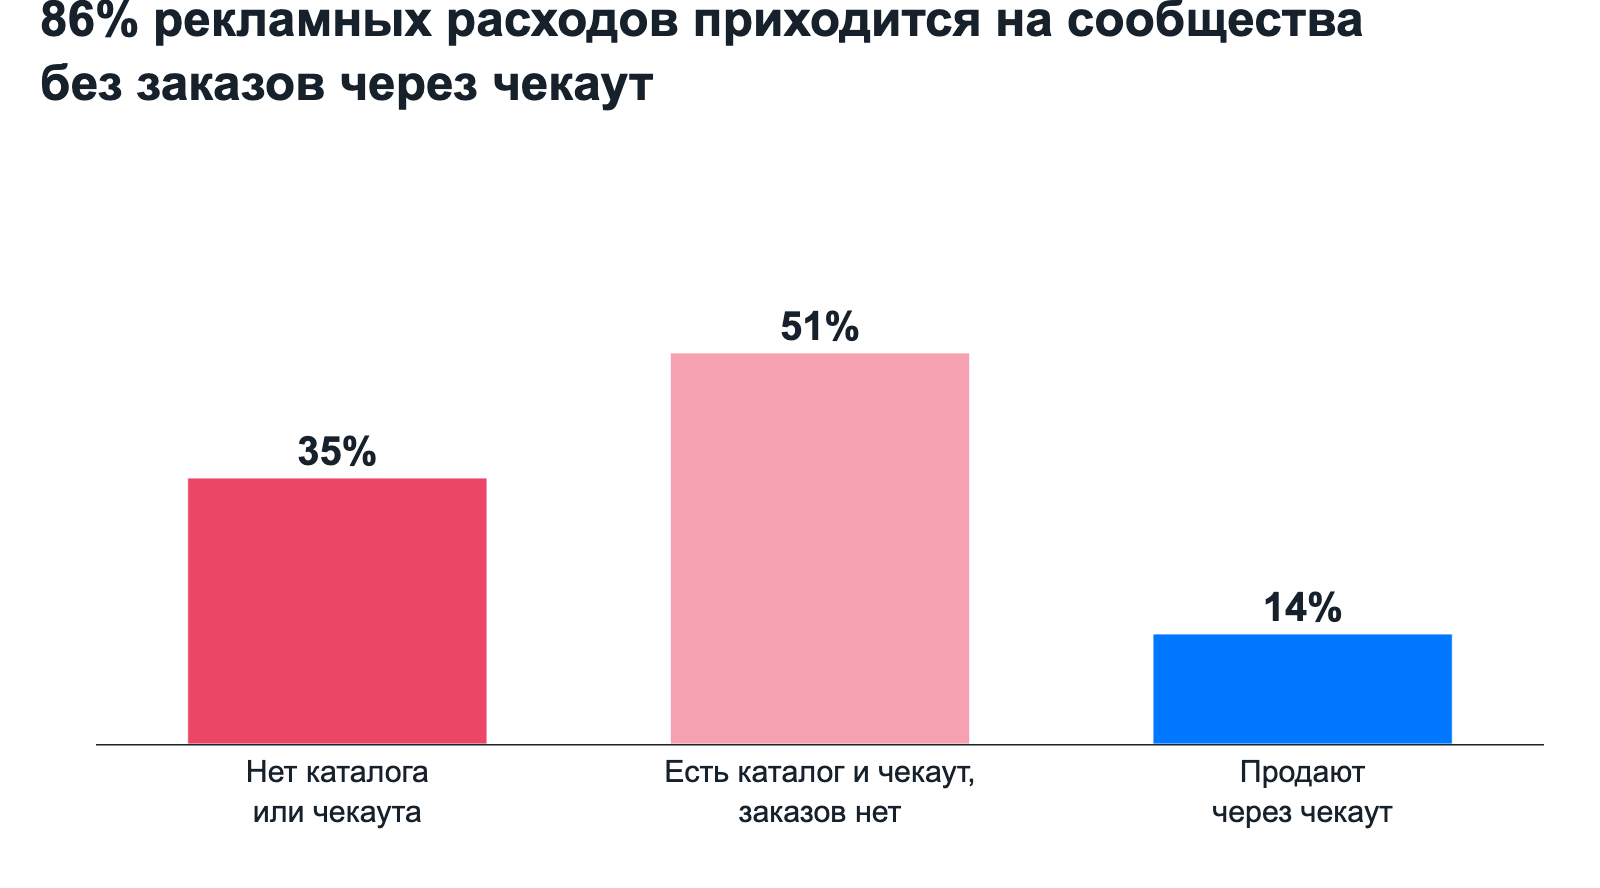 86% рекламных расходов приходится на сообщества
без заказов через чекаут
51%
35%
14%
Нет каталога
или чекаута
Есть каталог и чекаут,
заказов нет
Продают
через чекаут